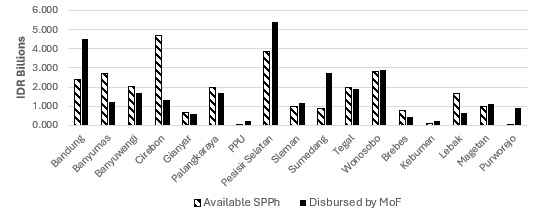 6.000
5.000
4.000
3.000
2.000
1.000
0.000
IDR Billions
Bandung
Banyumas
Banyuwangi
Cirebon
Gianyar
Palangkaraya
PPU
Pesisir Selatan
Sleman
Sumedang
Tegal
Wonosobo
Brebes
Kebumen
Lebak
Magetan
Purworejo
Available SPPh
Disbursed by MoF